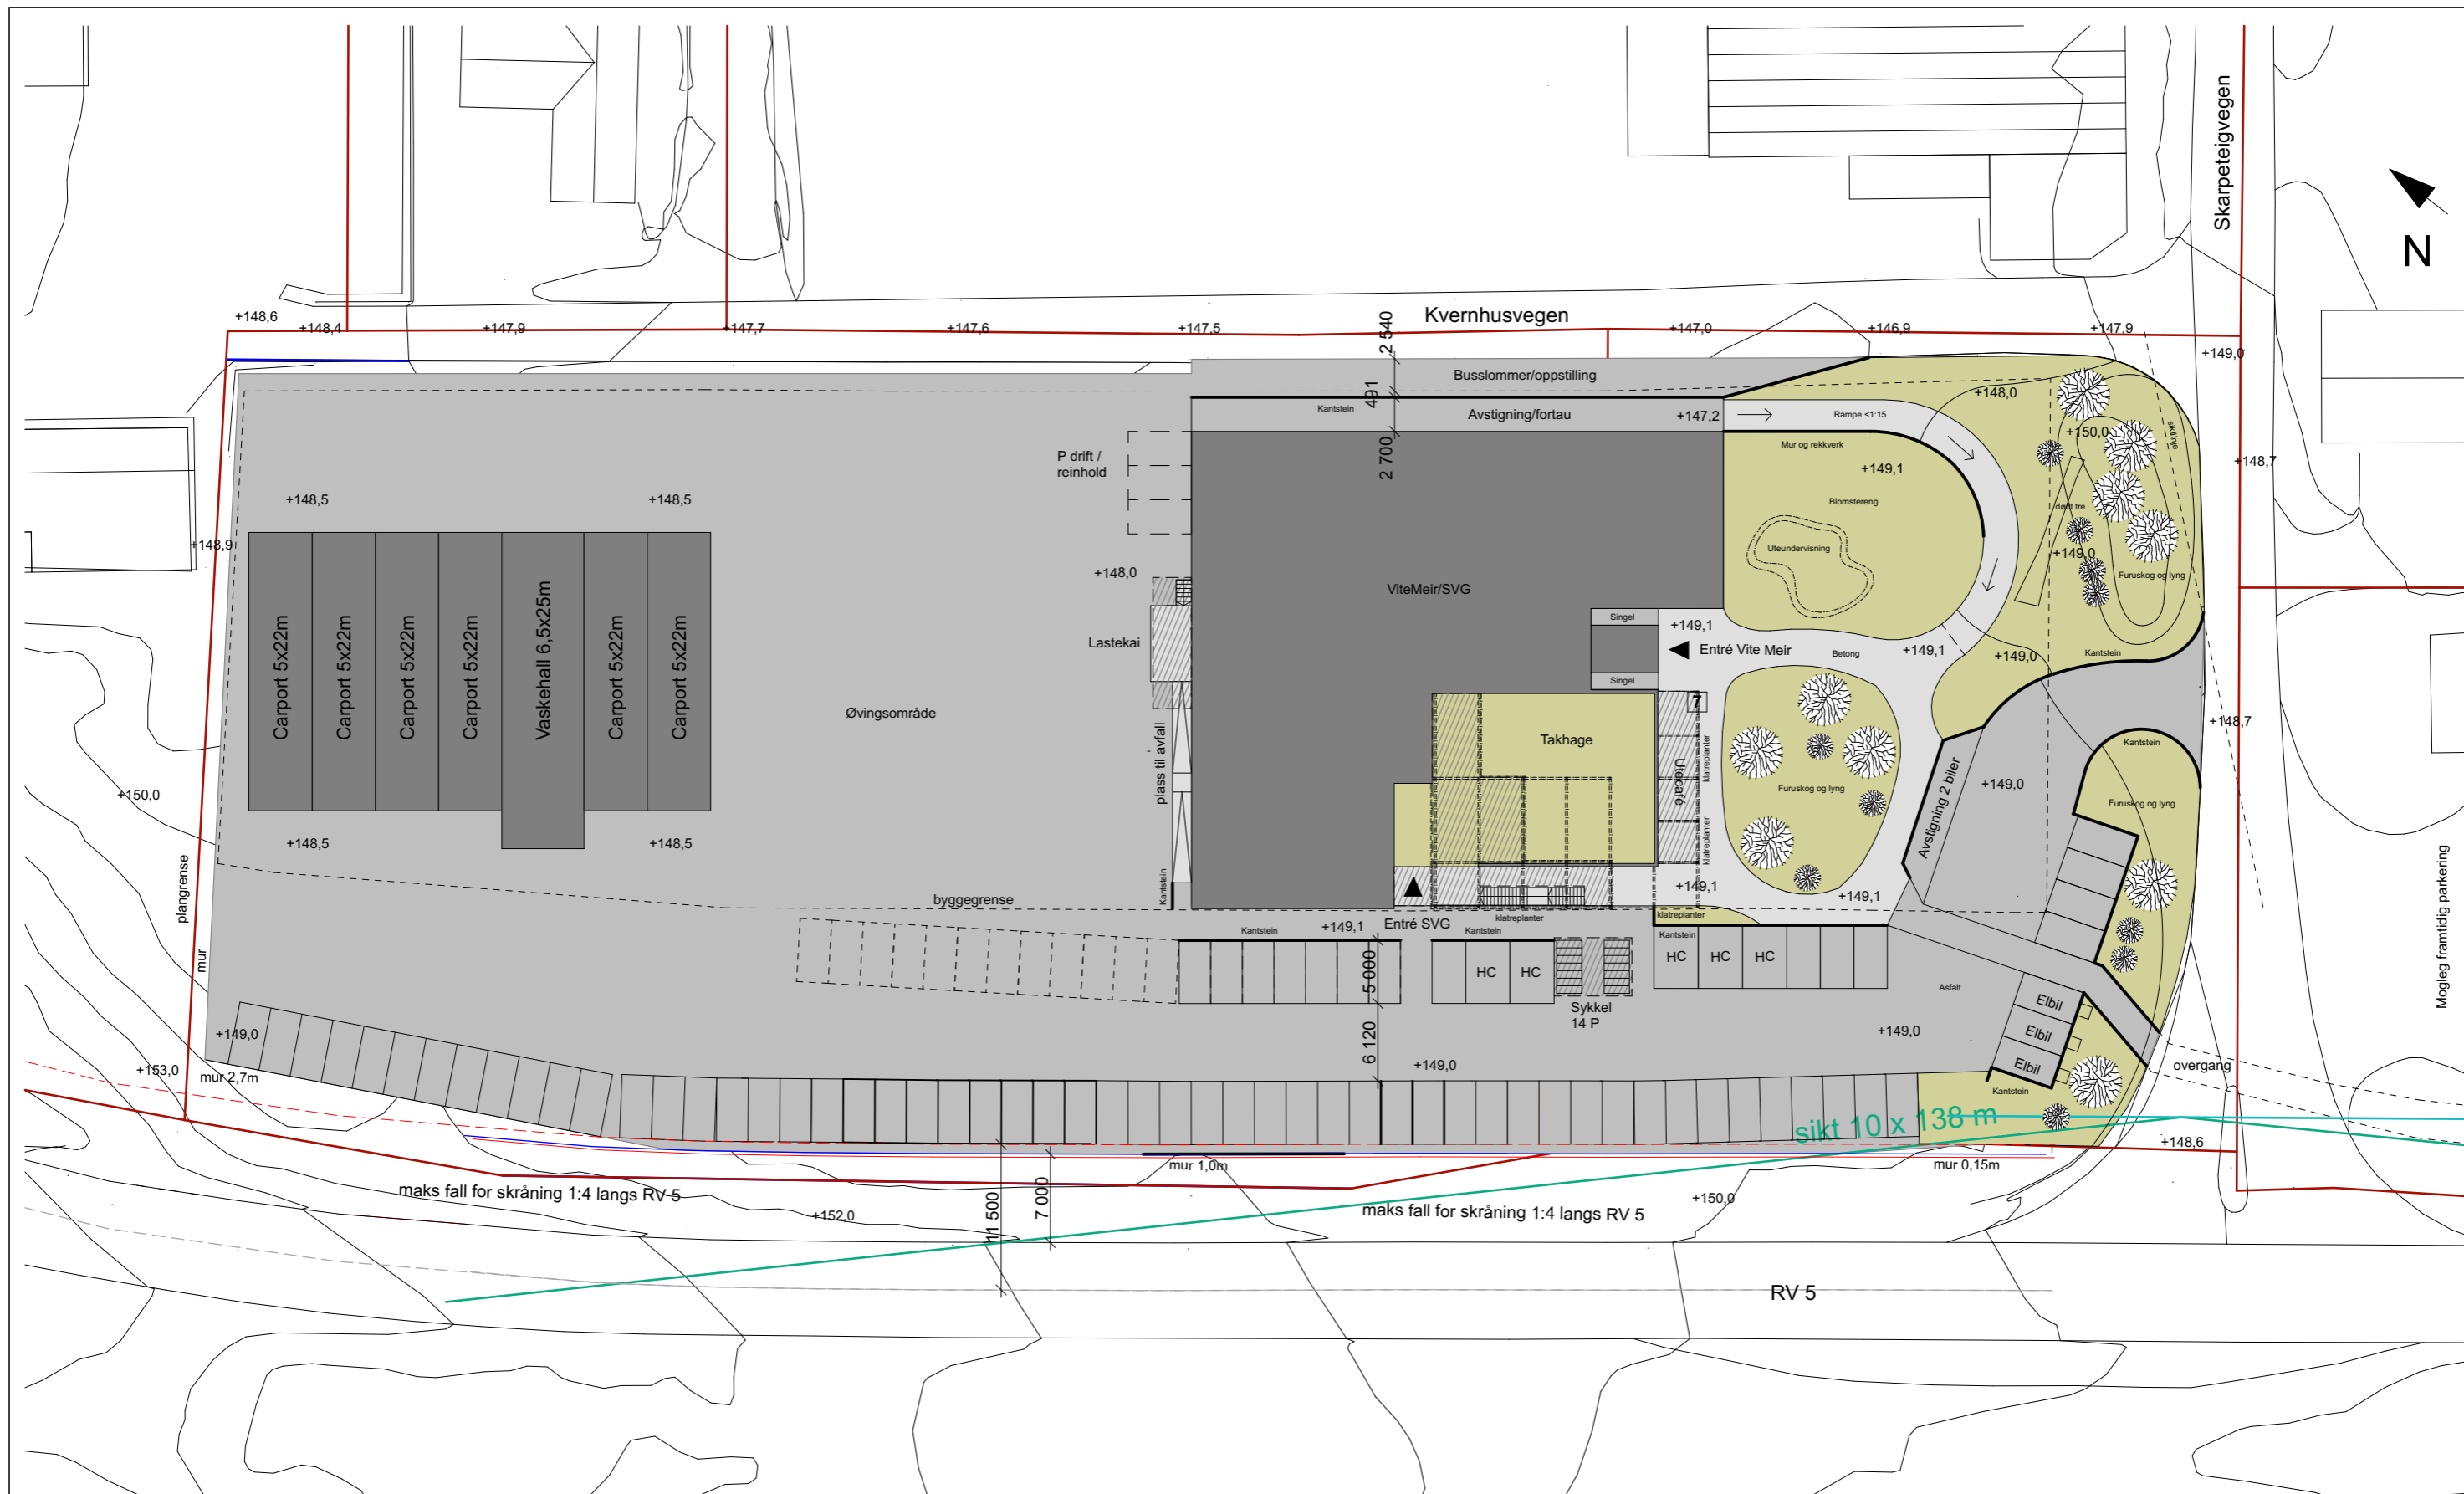 Skarpeteigvegen
N
Kvernhusvegen
+148,6
+148,4
+147,9
+147,7
+147,6
+147,5
+147,0
+146,9
+147,9
+149,0
2 540
491
2 700
Busslommer/oppstilling
Kantstein
Avstigning/fortau
+147,2
Rampe <1:15
+148,0
+150,0
siktlinje
Mur og rekkverk
+149,1
+148,7
P drift /
reinhold
Blomstereng
dødt tre
+148,5
+148,5
+148,9
Uteundervisning
+149,0
Furuskog og lyng
+148,0
ViteMeir/SVG
Singel
+149,1
Lastekai
Entré Vite Meir
Betong
+149,1
+149,0
Kantstein
Singel
Carport 5x22m
Carport 5x22m
Carport 5x22m
Carport 5x22m
Vaskehall 6,5x25m
Carport 5x22m
Carport 5x22m
Øvingsområde
7
+148,7
Takhage
Utecafé
klatreplanter
klatreplanter
Kantstein
plass til avfall
+149,0
Furuskog og lyng
Furuskog og lyng
Avstigning 2 biler
+150,0
+148,5
+148,5
Mogleg framtidig parkering
plangrense
Kantstein
byggegrense
+149,1
+149,1
klatreplanter
klatreplanter
Entré SVG
+149,1
Kantstein
Kantstein
Kantstein
mur
5 000
HC
HC
HC
HC
HC
Asfalt
Elbil
Elbil
Elbil
Sykkel
14 P
+149,0
6 120
+149,0
+149,0
+153,0
mur 2,7m
overgang
Kantstein
sikt 10 x 138 m
+148,6
mur 1,0m
mur 0,15m
maks fall for skråning 1:4 langs RV 5
+152,0
11 500
7 000
maks fall for skråning 1:4 langs RV 5
+150,0
RV 5